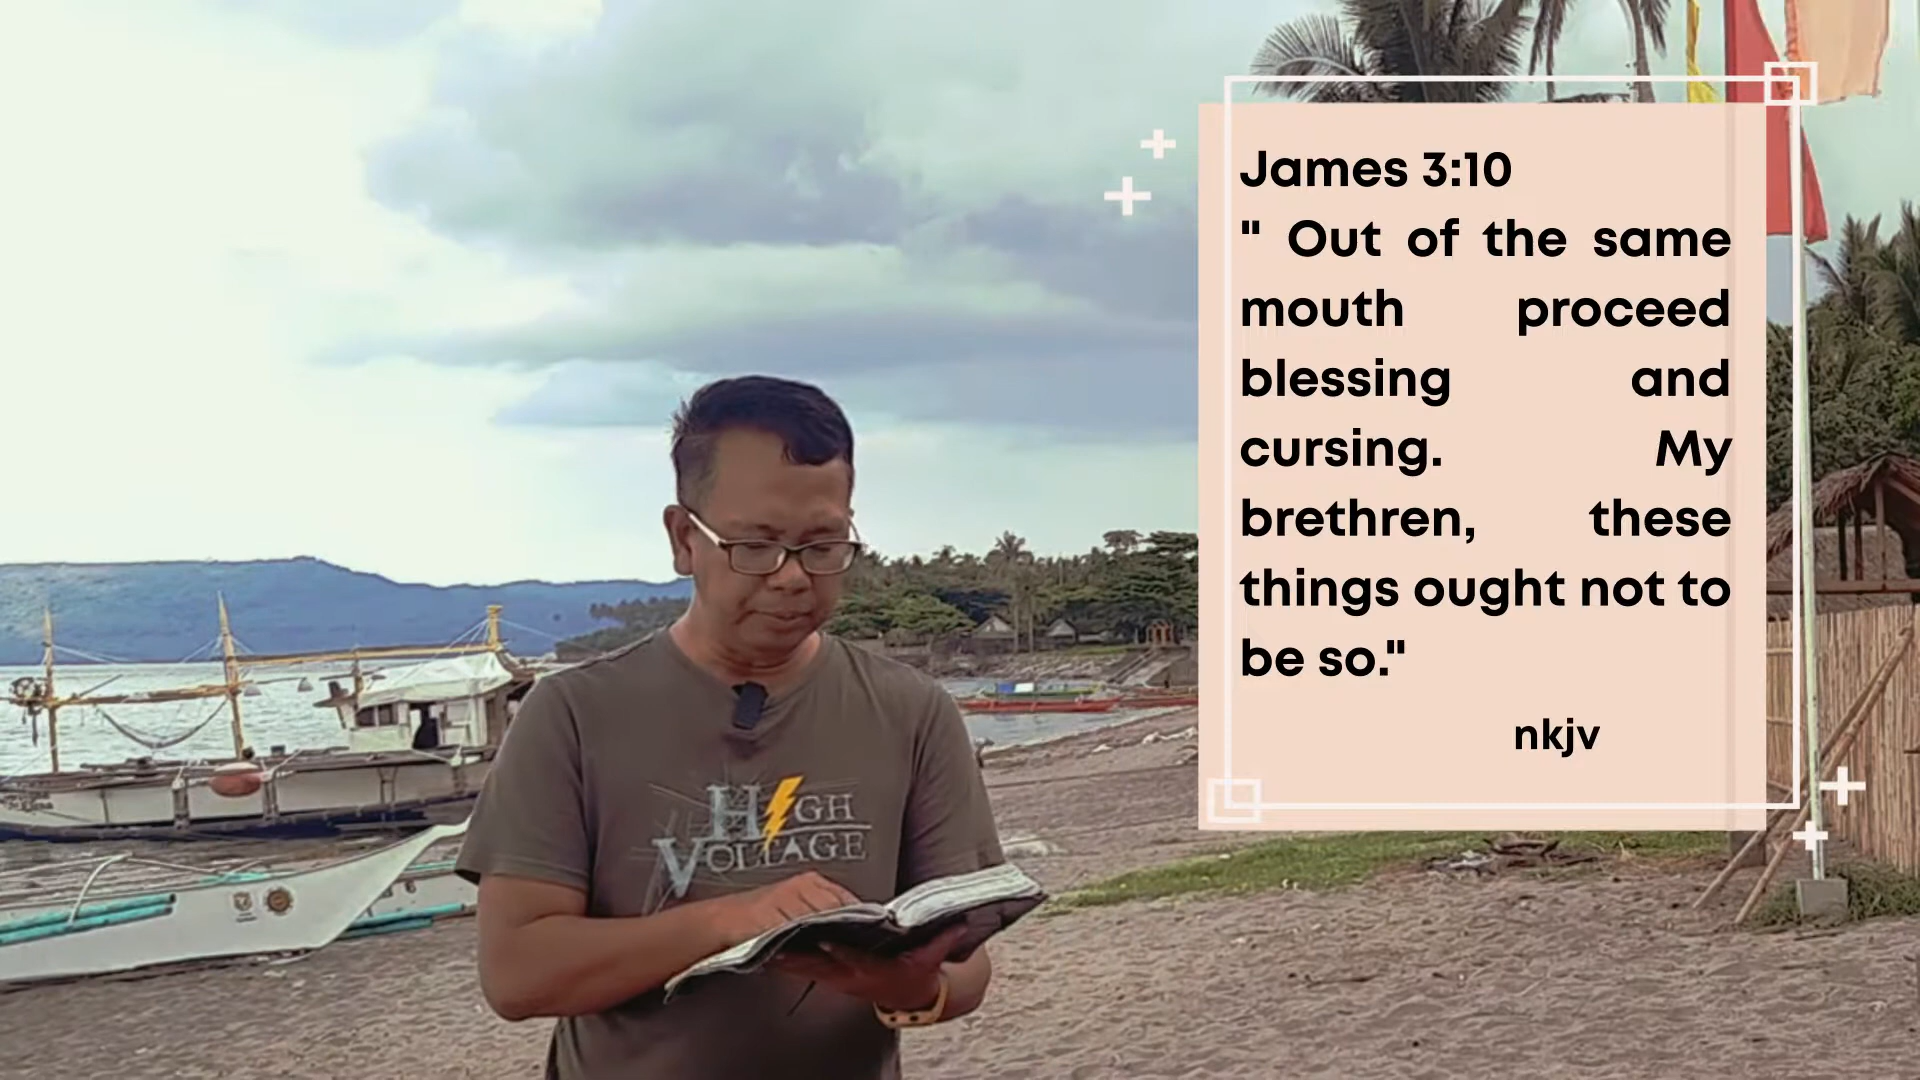 James 3:10
" Out of the same
mouth proceed
blessing and
cursing. My
brethren, these
things ought not to
be so."
nkjv
HIGH
VOLTAGE